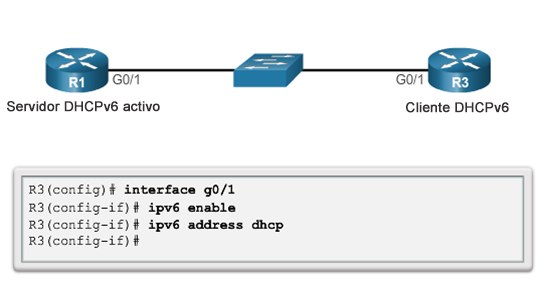 R1
G0/1
G0/1
R3
Servidor DHCPv6 activo
Cliente DHCPv6
R3(config)# interface g0/1
R3(config-if)# ipv6 enable
R3(config-if)# ipv6 address dhcp
R3(config-if)#